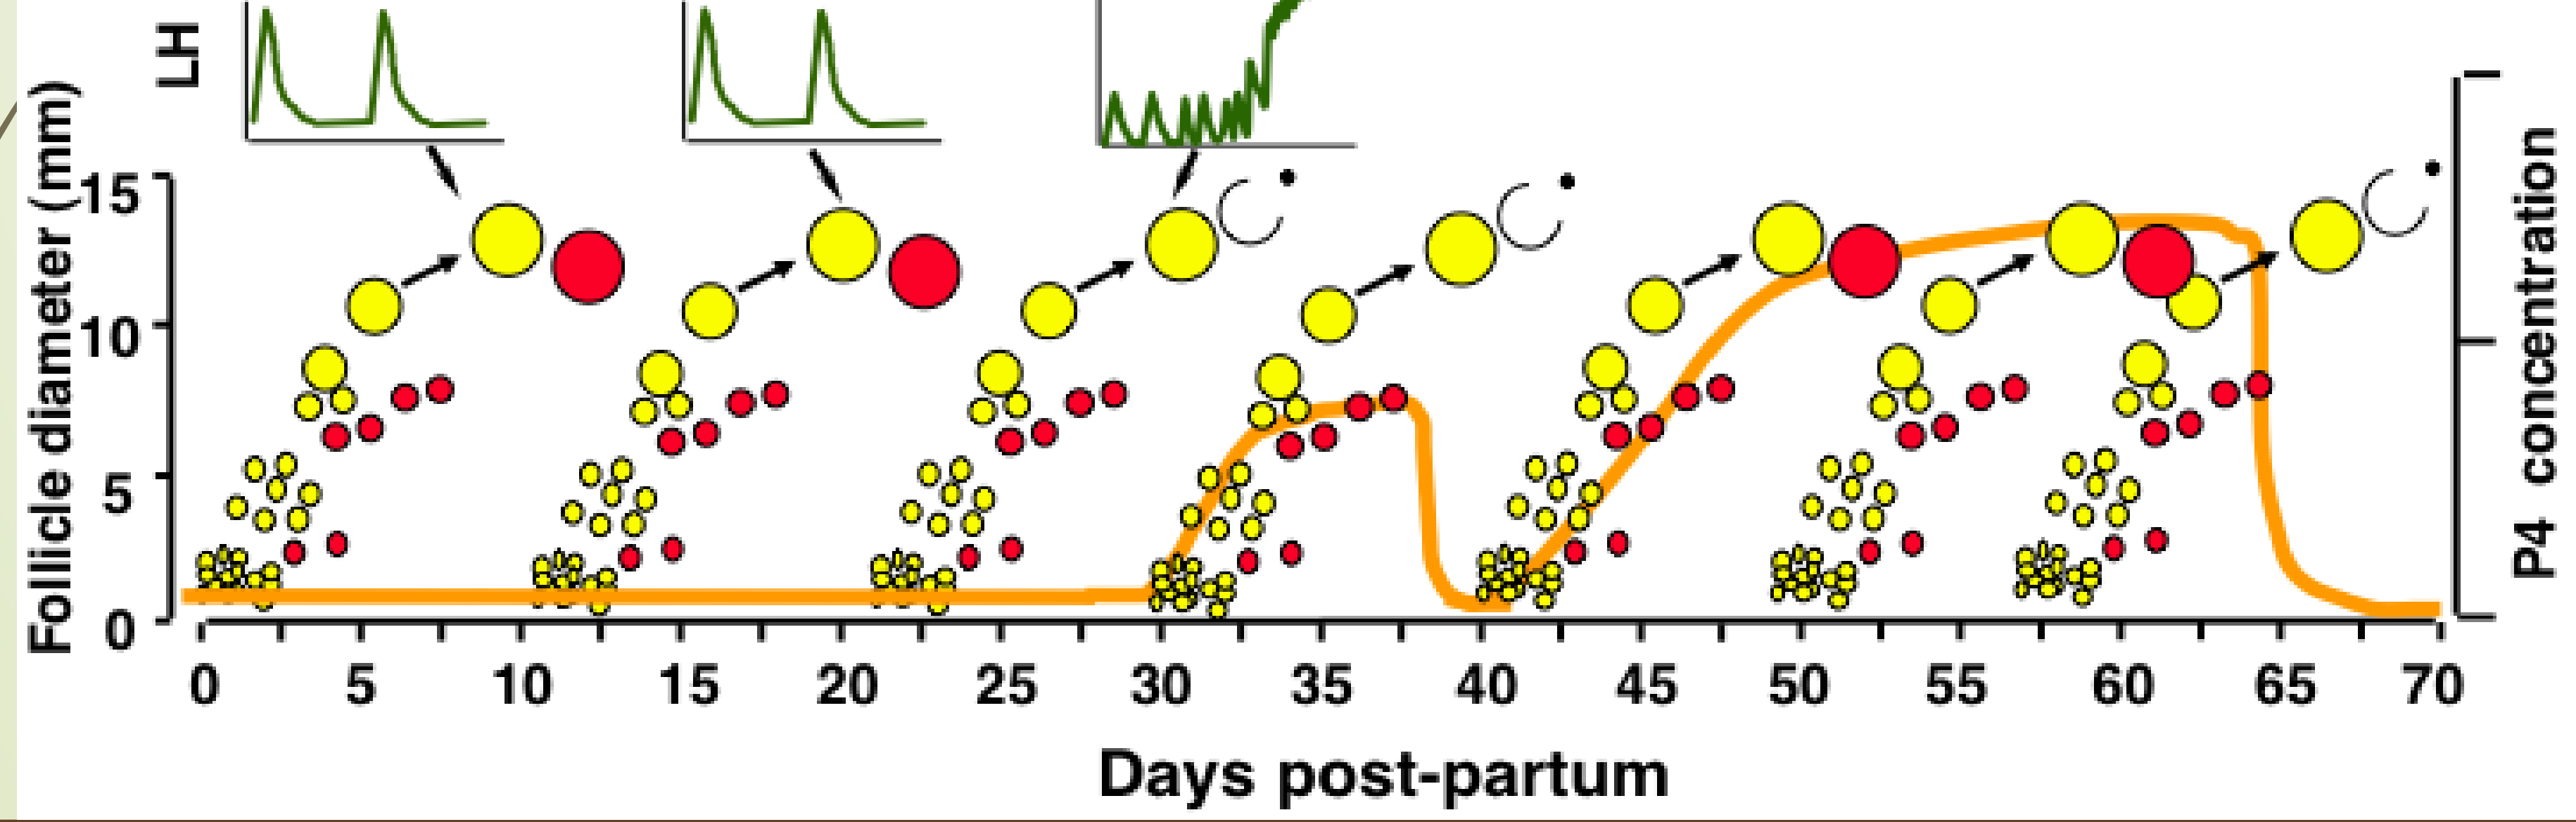 LH
Follicle diameter (mm)
15
10
5
0
P4 concentration
0 5 10 15 20 25 30 35 40 45 50 55 60 65 70
Days post-partum